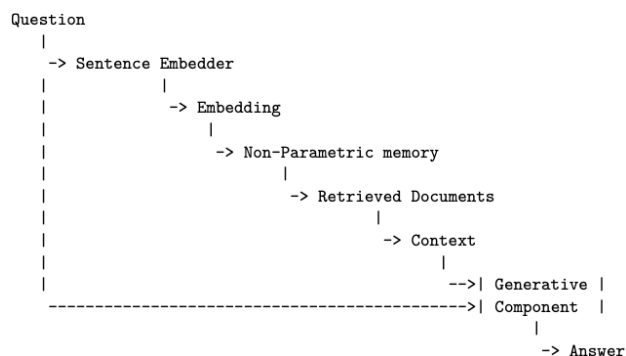 Question
|
-> Sentence Embedder
| |
| -> Embedding
| |
| -> Non-Parametric memory
| |
| -> Retrieved Documents
| |
| -> Context
| |
| -->| Generative |
------------------------------------------->| Component |
|
-> Answer